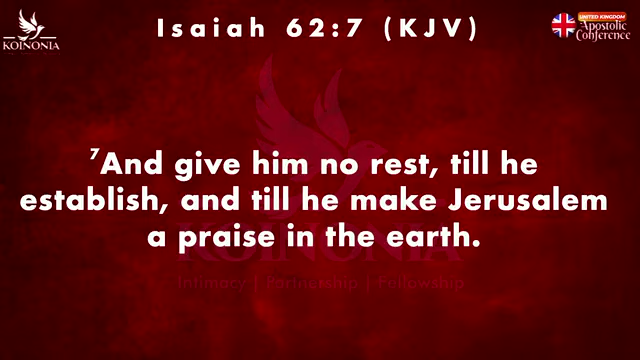 Isaiah 62:7 (KJV)
KOINONIA
UNITED KINGDOM
Apostolic
Conference
7And give him no rest, till he
establish, and till he make Jerusalem
a praise in the earth.
KOINONIA
Intimacy | Partnership | Fellowship